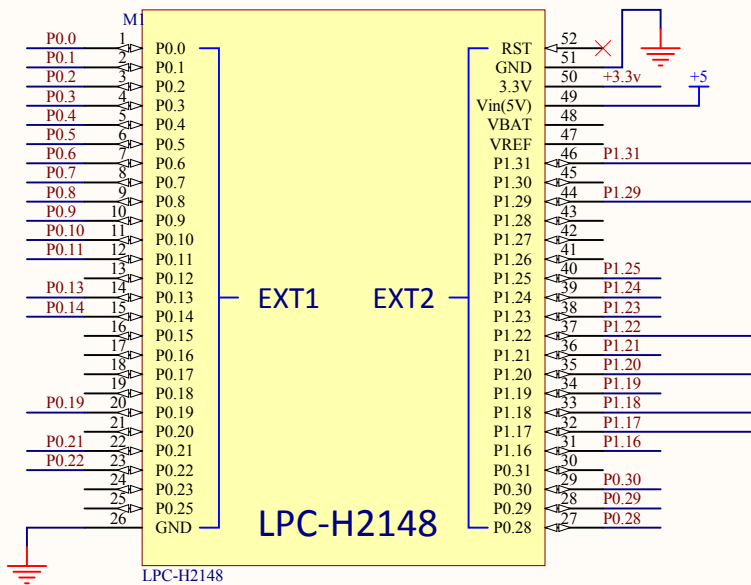 M1
P0.0 1 P0.0 RST 52
P0.1 2 P0.1 GND 51
P0.2 3 P0.2 3.3V 50 +3.3v +5
P0.3 4 P0.3 Vin(5V) 49
P0.4 5 P0.4 VBAT 48
P0.5 6 P0.5 VREF 47
P0.6 7 P0.6 P1.31 46 P1.31
P0.7 8 P0.7 P1.30 45
P0.8 9 P0.8 P1.29 44 P1.29
P0.9 10 P0.9 P1.28 43
P0.10 11 P0.10 P1.27 42
P0.11 12 P0.11 P1.26 41
13 P0.12 P1.25 40 P1.25
P0.13 14 P0.13 EXT1 EXT2 P1.24 39 P1.24
P0.14 15 P0.14 P1.23 38 P1.23
16 P0.15 P1.22 37 P1.22
17 P0.16 P1.21 36 P1.21
18 P0.17 P1.20 35 P1.20
19 P0.18 P1.19 34 P1.19
P0.19 20 P0.19 P1.18 33 P1.18
21 P0.20 P1.17 32 P1.17
P0.21 22 P0.21 P1.16 31 P1.16
P0.22 23 P0.22 P0.31 30
24 P0.23 P0.30 29 P0.30
25 P0.25 P0.29 28 P0.29
26 GND LPC-H2148 P0.28 27 P0.28
LPC-H2148